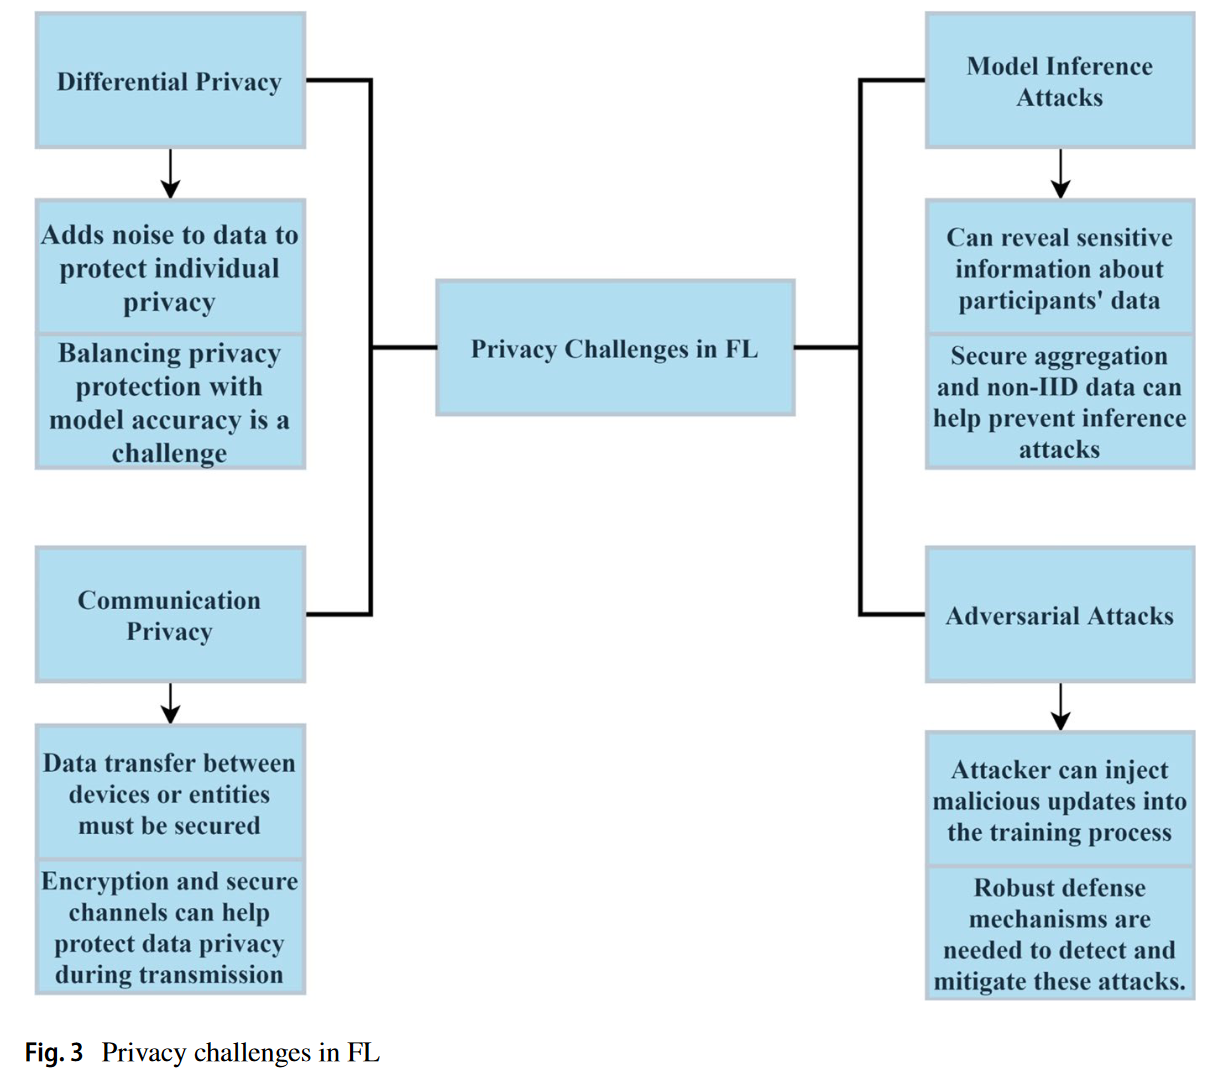 Differential Privacy
Adds noise to data to
protect individual
privacy
Balancing privacy
protection with
model accuracy is a
challenge
Communication
Privacy
Data transfer between
devices or entities
must be secured
Encryption and secure
channels can help
protect data privacy
during transmission
Privacy Challenges in FL
Model Inference
Attacks
Can reveal sensitive
information about
participants' data
Secure aggregation
and non-IID data can
help prevent inference
attacks
Adversarial Attacks
Attacker can inject
malicious updates into
the training process
Robust defense
mechanisms are
needed to detect and
mitigate these attacks.
Fig. 3 Privacy challenges in FL